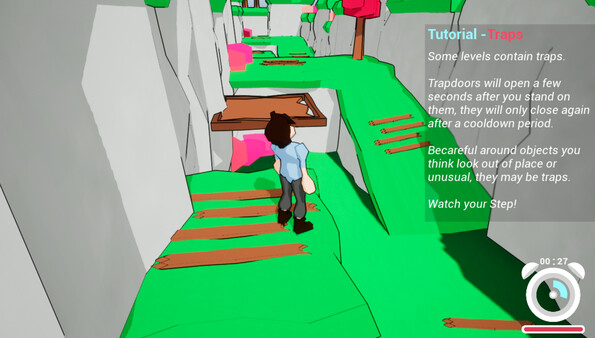 Tutorial -Traps
Some levels contain traps.
Trapdoors will open a few
seconds after you stand on
them, they will only close again
after a cooldown period.
Becareful around objects you
think look out of place or
unusual, they may be traps.
Watch your Step!
00:27